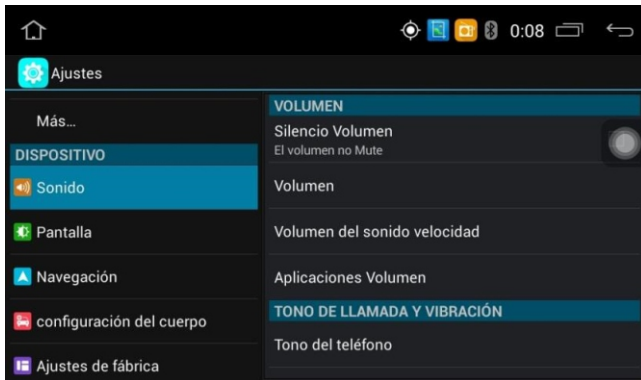 0:08
Ajustes
Más...
DISPOSITIVO
Sonido
Pantalla
Navegación
configuración del cuerpo
Ajustes de fábrica
VOLUMEN
Silencio Volumen
El volumen no Mute
Volumen
Volumen del sonido velocidad
Aplicaciones Volumen
TONO DE LLAMADA Y VIBRACIÓN
Tono del teléfono